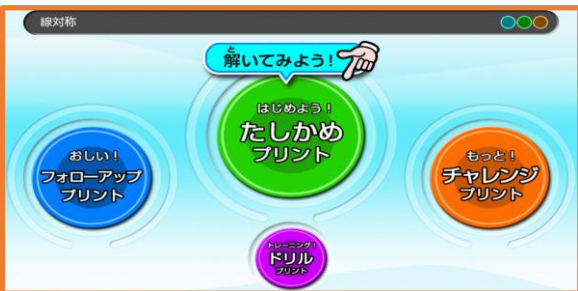 線対称
と
解いてみよう！
はじめよう！
たしかめ
プリント
おしい！
フォローアップ
プリント
もっと！
チャレンジ
プリント
トレーニング！
ドリル
プリント